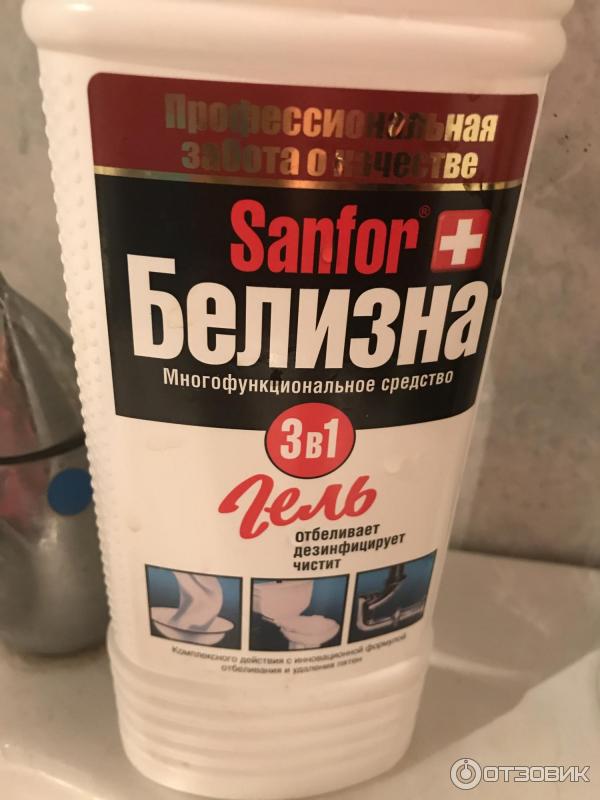 Профессиональная
забота о качестве
Sanfor®
Белизна
Многофункциональное средство
3в1
Гель
отбеливает
дезинфицирует
чистит
Комплексного действия с инновационной формулой
отбеливания и удаления пятен
ОТЗОВИК